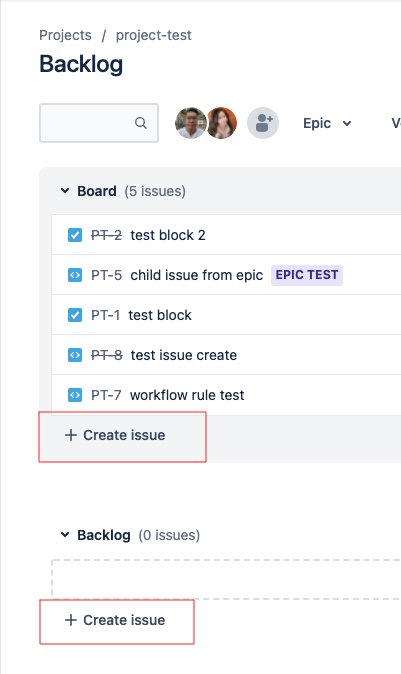 Projects / project-test
Backlog
Epic V
Board (5 issues)
PT-2 test block 2
PT-5 child issue from epic EPIC TEST
PT-1 test block
PT-8 test issue create
PT-7 workflow rule test
+ Create issue
Backlog (0 issues)
+ Create issue